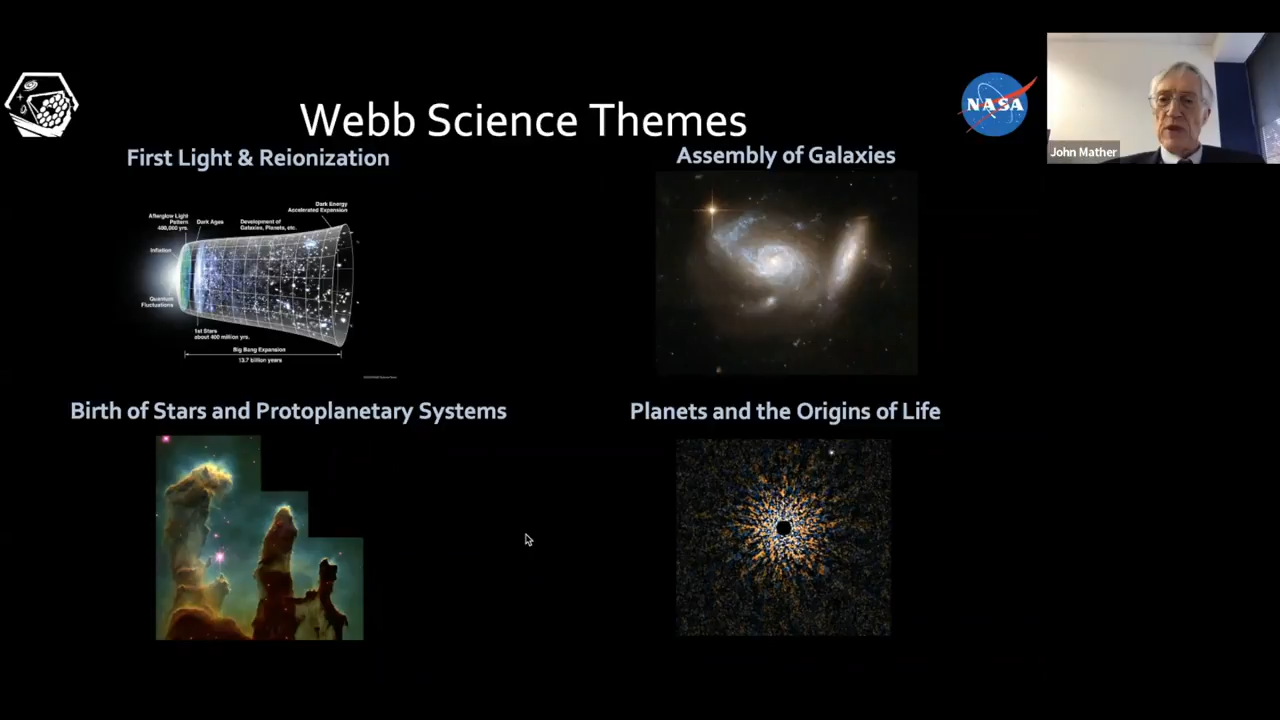 Webb Science Themes
NASA
John Mather
First Light & Reionization
Assembly of Galaxies
Dark Energy
Accelerated Expansion
Afterglow Light
Pattern
400,000 yrs.
Dark Ages
Development of
Galaxies, Planets, etc.
Inflation
Quantum
Fluctuations
1st Stars
about 400 million yrs.
Big Bang Expansion
13.7 billion years
Birth of Stars and Protoplanetary Systems
Planets and the Origins of Life